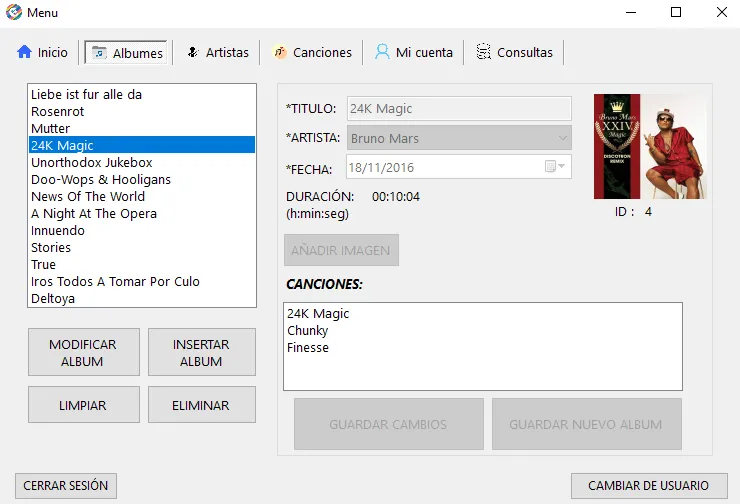 Menu
Inicio
Albumes
Artistas
Canciones
Mi cuenta
Consultas
Liebe ist fur alle da
Rosenrot
Mutter
24K Magic
Unorthodox Jukebox
Doo-Wops & Hooligans
News Of The World
A Night At The Opera
Innuendo
Stories
True
Iros Todos A Tomar Por Culo
Deltoya
MODIFICAR
ALBUM
INSERTAR
ALBUM
LIMPIAR
ELIMINAR
*TITULO: 24K Magic
*ARTISTA: Bruno Mars
*FECHA: 18/11/2016
DURACIÓN: 00:10:04
(h:min:seg)
Bruno Mars
XXIV
Magic
DISCOTRON
REMIX
ID : 4
AÑADIR IMAGEN
CANCIONES:
24K Magic
Chunky
Finesse
GUARDAR CAMBIOS
GUARDAR NUEVO ALBUM
CERRAR SESIÓN
CAMBIAR DE USUARIO